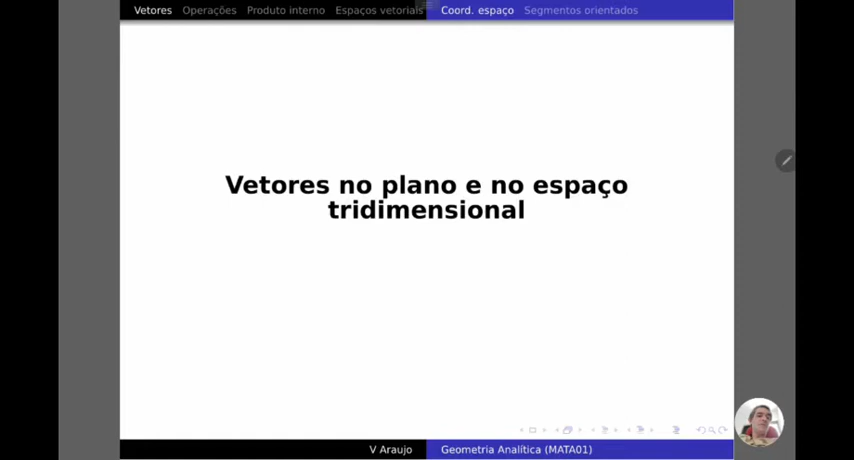 Vetores Operações Produto interno Espaços vetoriais Coord. espaço Segmentos orientados
Vetores no plano e no espaço
tridimensional
V Araujo Geometria Analítica (MATA01)